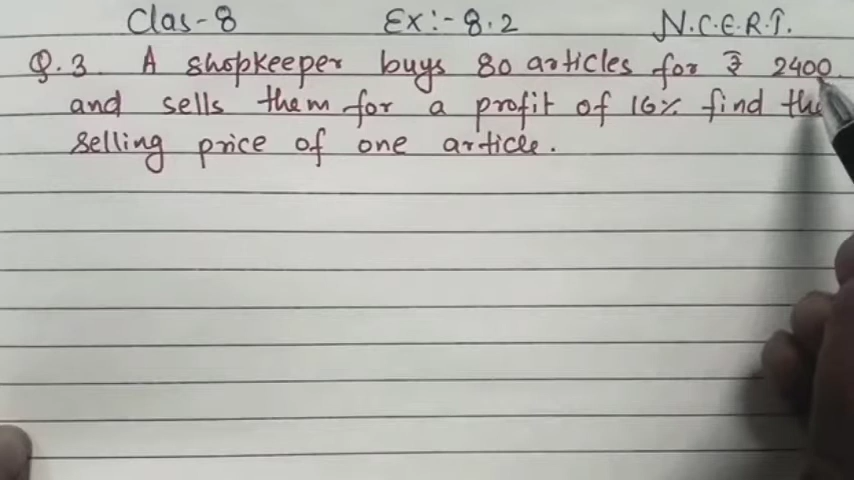 Clas-8 Ex:- 8.2 N.C.E.R.T.
Q.3. A shopkeeper buys 80 articles for ₹ 2400
and sells them for a profit of 16% find the
selling price of one article.